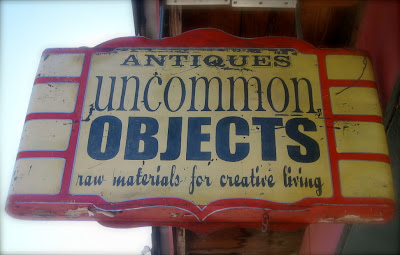 ANTIQUES
uncommon
OBJECTS
raw materials for creative living